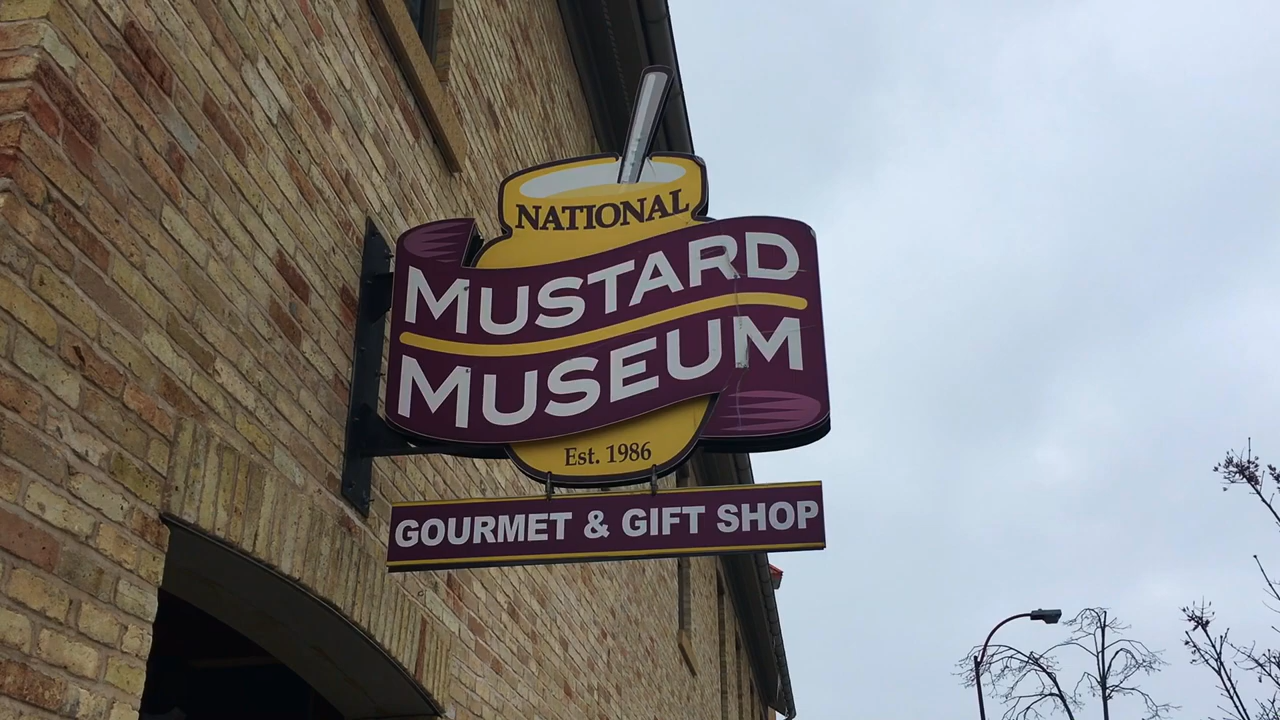 NATIONAL
MUSTARD
MUSEUM
Est. 1986
GOURMET & GIFT SHOP